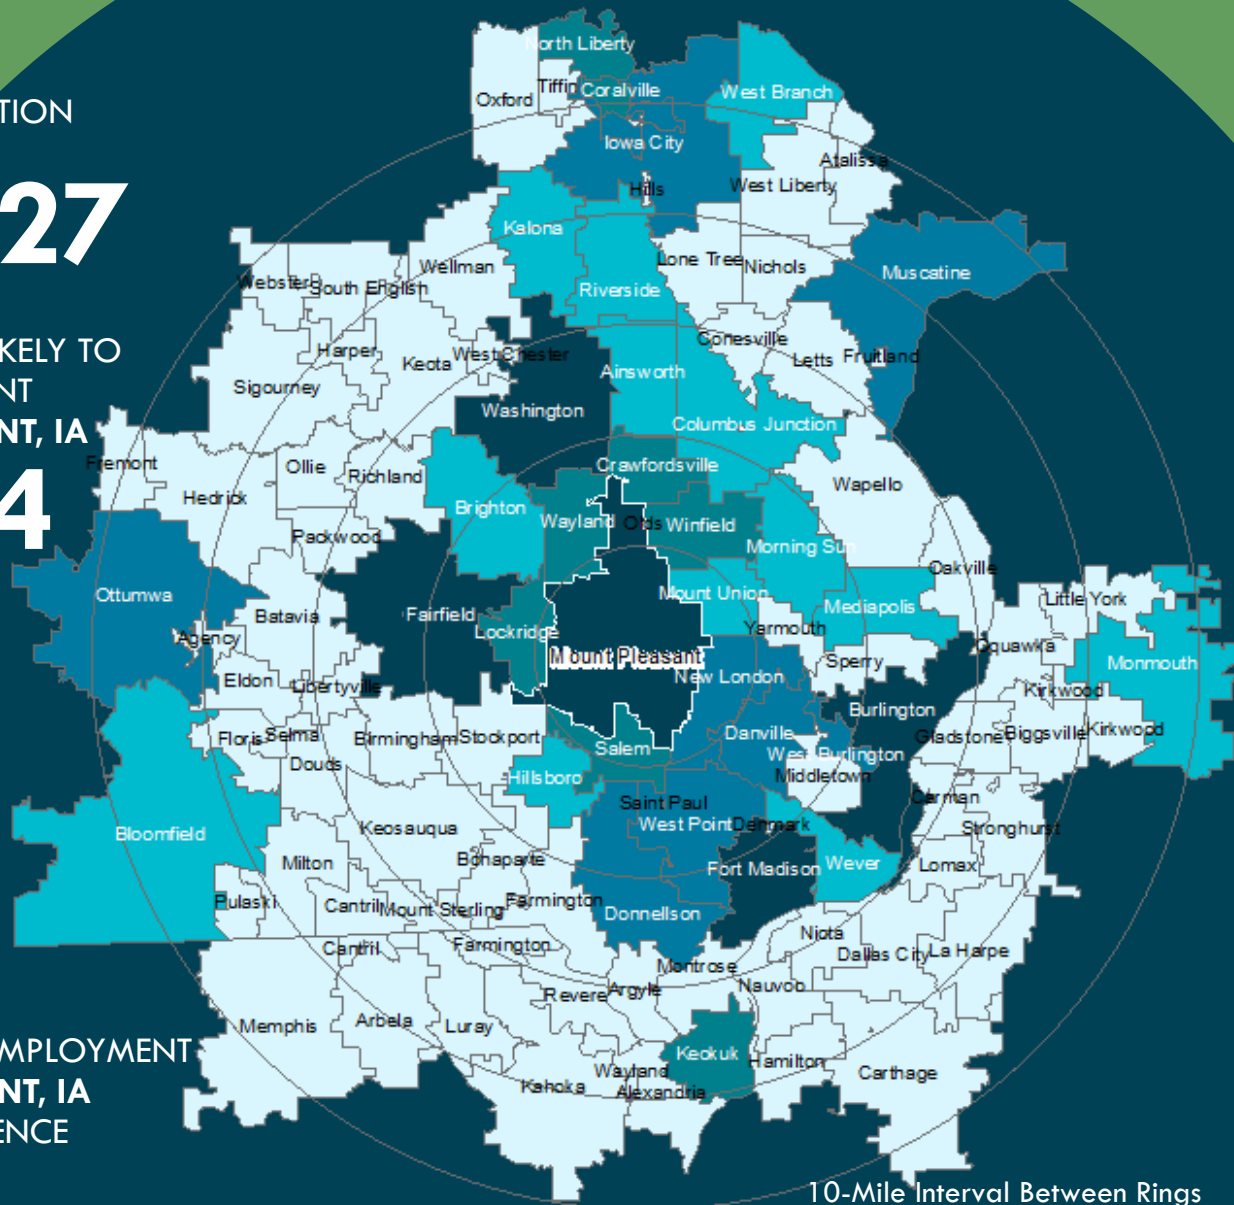 North Liberty
Tiffin
Coralville
Oxford
West Branch
TION
Iowa City
Atalissa
Hills
West Liberty
27
Kalona
Wellman
Lone Tree
Nichols
Muscatine
Webster
South English
Riverside
KELY TO
Conesville
Harper
West Chester
Keota
Letts
Fruitland
NT
Sigourney
Ainsworth
Washington
Columbus Junction
NT, IA
Fremont
Ollie
Richland
Crawfordsville
Hedrick
Wapello
4
Brighton
Wayland
Olds
Winfield
Packwood
Morning Sun
Oakville
Ottumwa
Mount Union
Little York
Batavia
Fairfield
Mediapolis
Agency
Lockridge
Yarmouth
Oquawka
Mount Pleasant
Sperry
Monmouth
Eldon
Libertyville
New London
Kirkwood
Burlington
Floris
Selma
Birmingham
Stockport
Danville
Gladstone
Biggsville
Kirkwood
Salem
West Burlington
Douds
Hillsboro
Middletown
Saint Paul
Carman
Bloomfield
Keosauqua
West Point
Denmark
Stronghurst
Milton
Bonaparte
Fort Madison
Wever
Lomax
Pulaski
Cantril
Mount Sterling
Farmington
Donnellson
Niota
Cantril
Farmington
Dallas City
La Harpe
Montrose
Revere
Argyle
Nauvoo
Memphis
Arbela
Luray
MPLOYMENT
Keokuk
Hamilton
Wayland
Carthage
NT, IA
Kahoka
Alexandria
ENCE
10-Mile Interval Between Rings